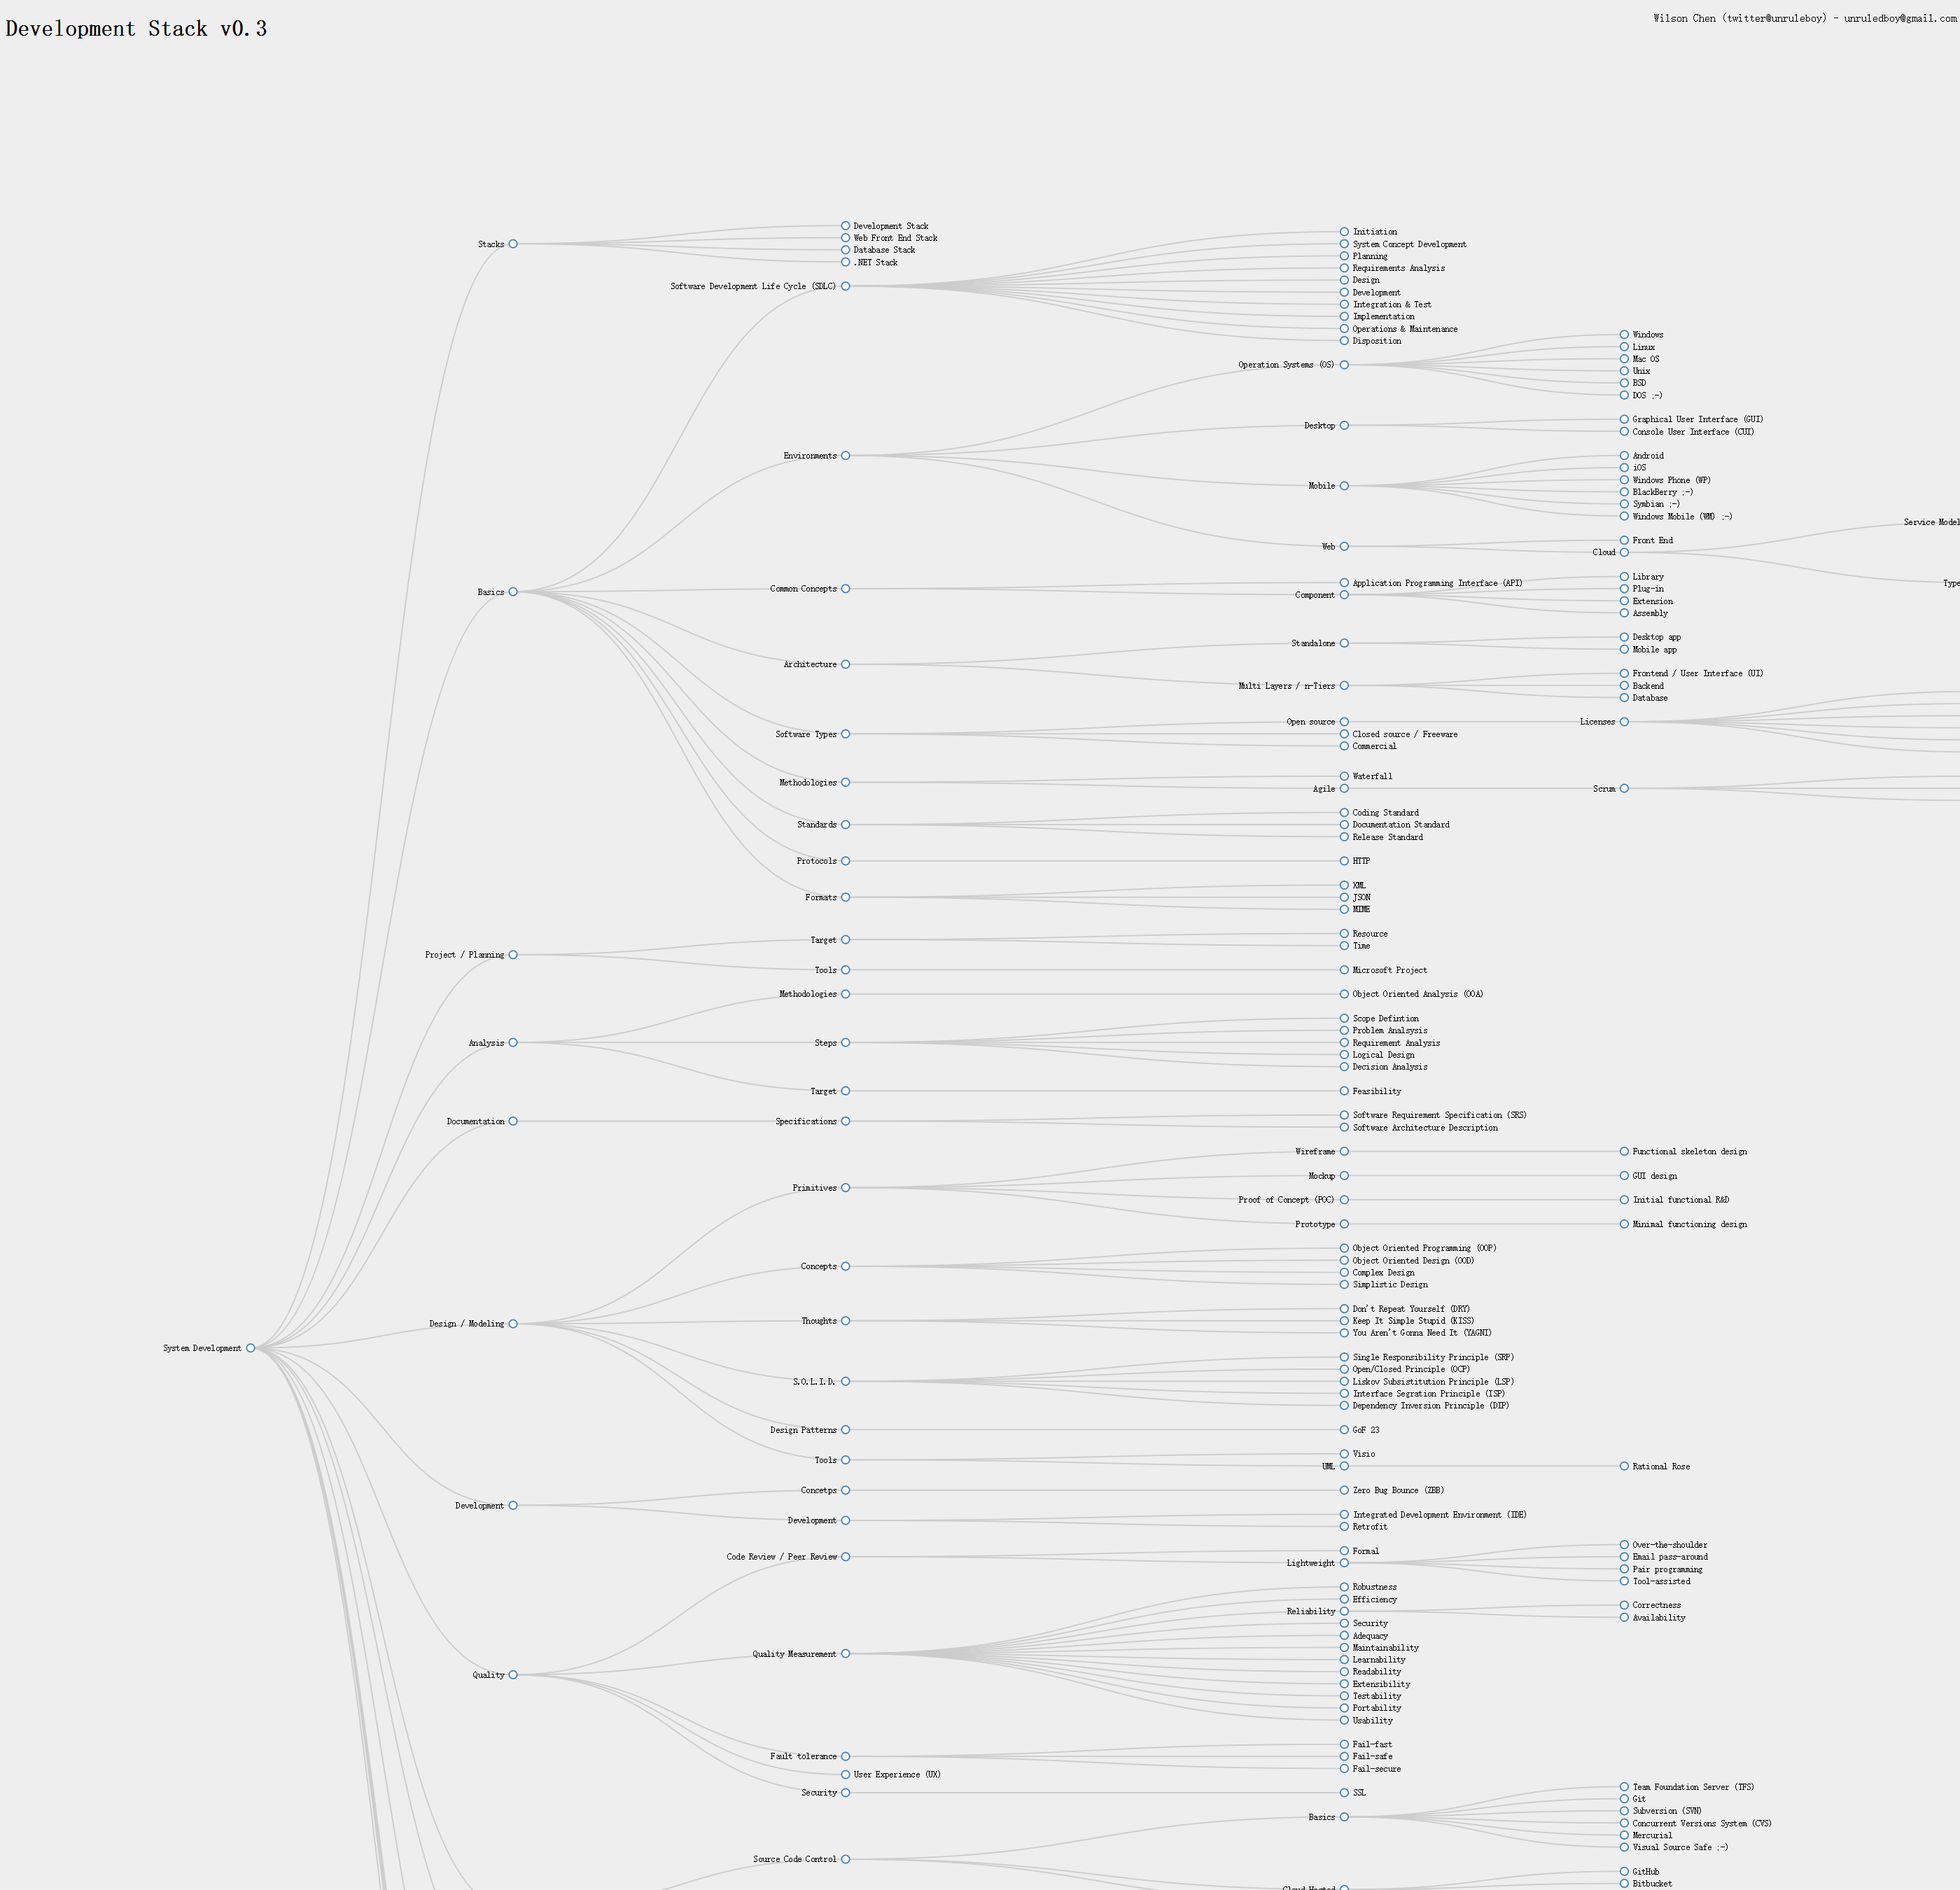 Development Stack v0.3
Wilson Chen (twitter@unruleboy) - unruledboy@gmail.com
System Development
Stacks
Development Stack
Web Front End Stack
Database Stack
.NET Stack
Basics
Software Development Life Cycle (SDLC)
Initiation
System Concept Development
Planning
Requirements Analysis
Design
Development
Integration & Test
Implementation
Operations & Maintenance
Disposition
Environments
Operation Systems (OS)
Windows
Linux
Mac OS
Unix
BSD
DOS ;-)
Desktop
Graphical User Interface (GUI)
Console User Interface (CUI)
Mobile
Android
iOS
Windows Phone (WP)
BlackBerry ;-)
Symbian ;-)
Windows Mobile (WM) ;-)
Web
Front End
Cloud
Service Model
Type
Common Concepts
Application Programming Interface (API)
Component
Library
Plug-in
Extension
Assembly
Architecture
Standalone
Desktop app
Mobile app
Multi Layers / n-Tiers
Frontend / User Interface (UI)
Backend
Database
Software Types
Open source
Licenses
Closed source / Freeware
Commercial
Methodologies
Waterfall
Agile
Scrum
Standards
Coding Standard
Documentation Standard
Release Standard
Protocols
HTTP
Formats
XML
JSON
MIME
Project / Planning
Target
Resource
Time
Tools
Microsoft Project
Analysis
Methodologies
Object Oriented Analysis (OOA)
Steps
Scope Defintion
Problem Analsysis
Requirement Analysis
Logical Design
Decision Analysis
Target
Feasibility
Documentation
Specifications
Software Requirement Specification (SRS)
Software Architecture Description
Design / Modeling
Primitives
Wireframe
Functional skeleton design
Mockup
GUI design
Proof of Concept (POC)
Initial functional R&D
Prototype
Minimal functioning design
Concepts
Object Oriented Programming (OOP)
Object Oriented Design (OOD)
Complex Design
Simplistic Design
Thoughts
Don't Repeat Yourself (DRY)
Keep It Simple Stupid (KISS)
You Aren't Gonna Need It (YAGNI)
S.O.L.I.D.
Single Responsibility Principle (SRP)
Open/Closed Principle (OCP)
Liskov Subsistitution Principle (LSP)
Interface Segration Principle (ISP)
Dependency Inversion Principle (DIP)
Design Patterns
GoF 23
Tools
Visio
UML
Rational Rose
Development
Concetps
Zero Bug Bounce (ZBB)
Development
Integrated Development Environment (IDE)
Retrofit
Quality
Code Review / Peer Review
Formal
Lightweight
Over-the-shoulder
Email pass-around
Pair programming
Tool-assisted
Quality Measurement
Robustness
Efficiency
Reliability
Correctness
Availability
Security
Adequacy
Maintainability
Learnability
Readability
Extensibility
Testability
Portability
Usability
Fault tolerance
Fail-fast
Fail-safe
Fail-secure
User Experience (UX)
Security
SSL
Source Code Control
Basics
Team Foundation Server (TFS)
Git
Subversion (SVN)
Concurrent Versions System (CVS)
Mercurial
Visual Source Safe ;-)
Cloud Hosted
GitHub
Bitbucket